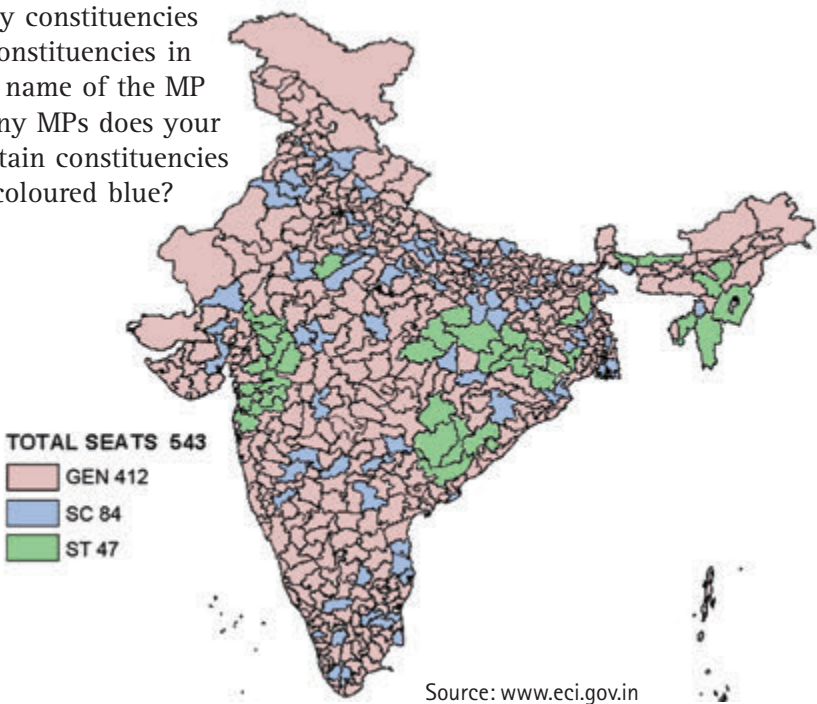 y constituencies
onstituencies in
name of the MP
ny MPs does your
tain constituencies
coloured blue?
TOTAL SEATS 543
GEN 412
SC 84
ST 47
Source: www.eci.gov.in